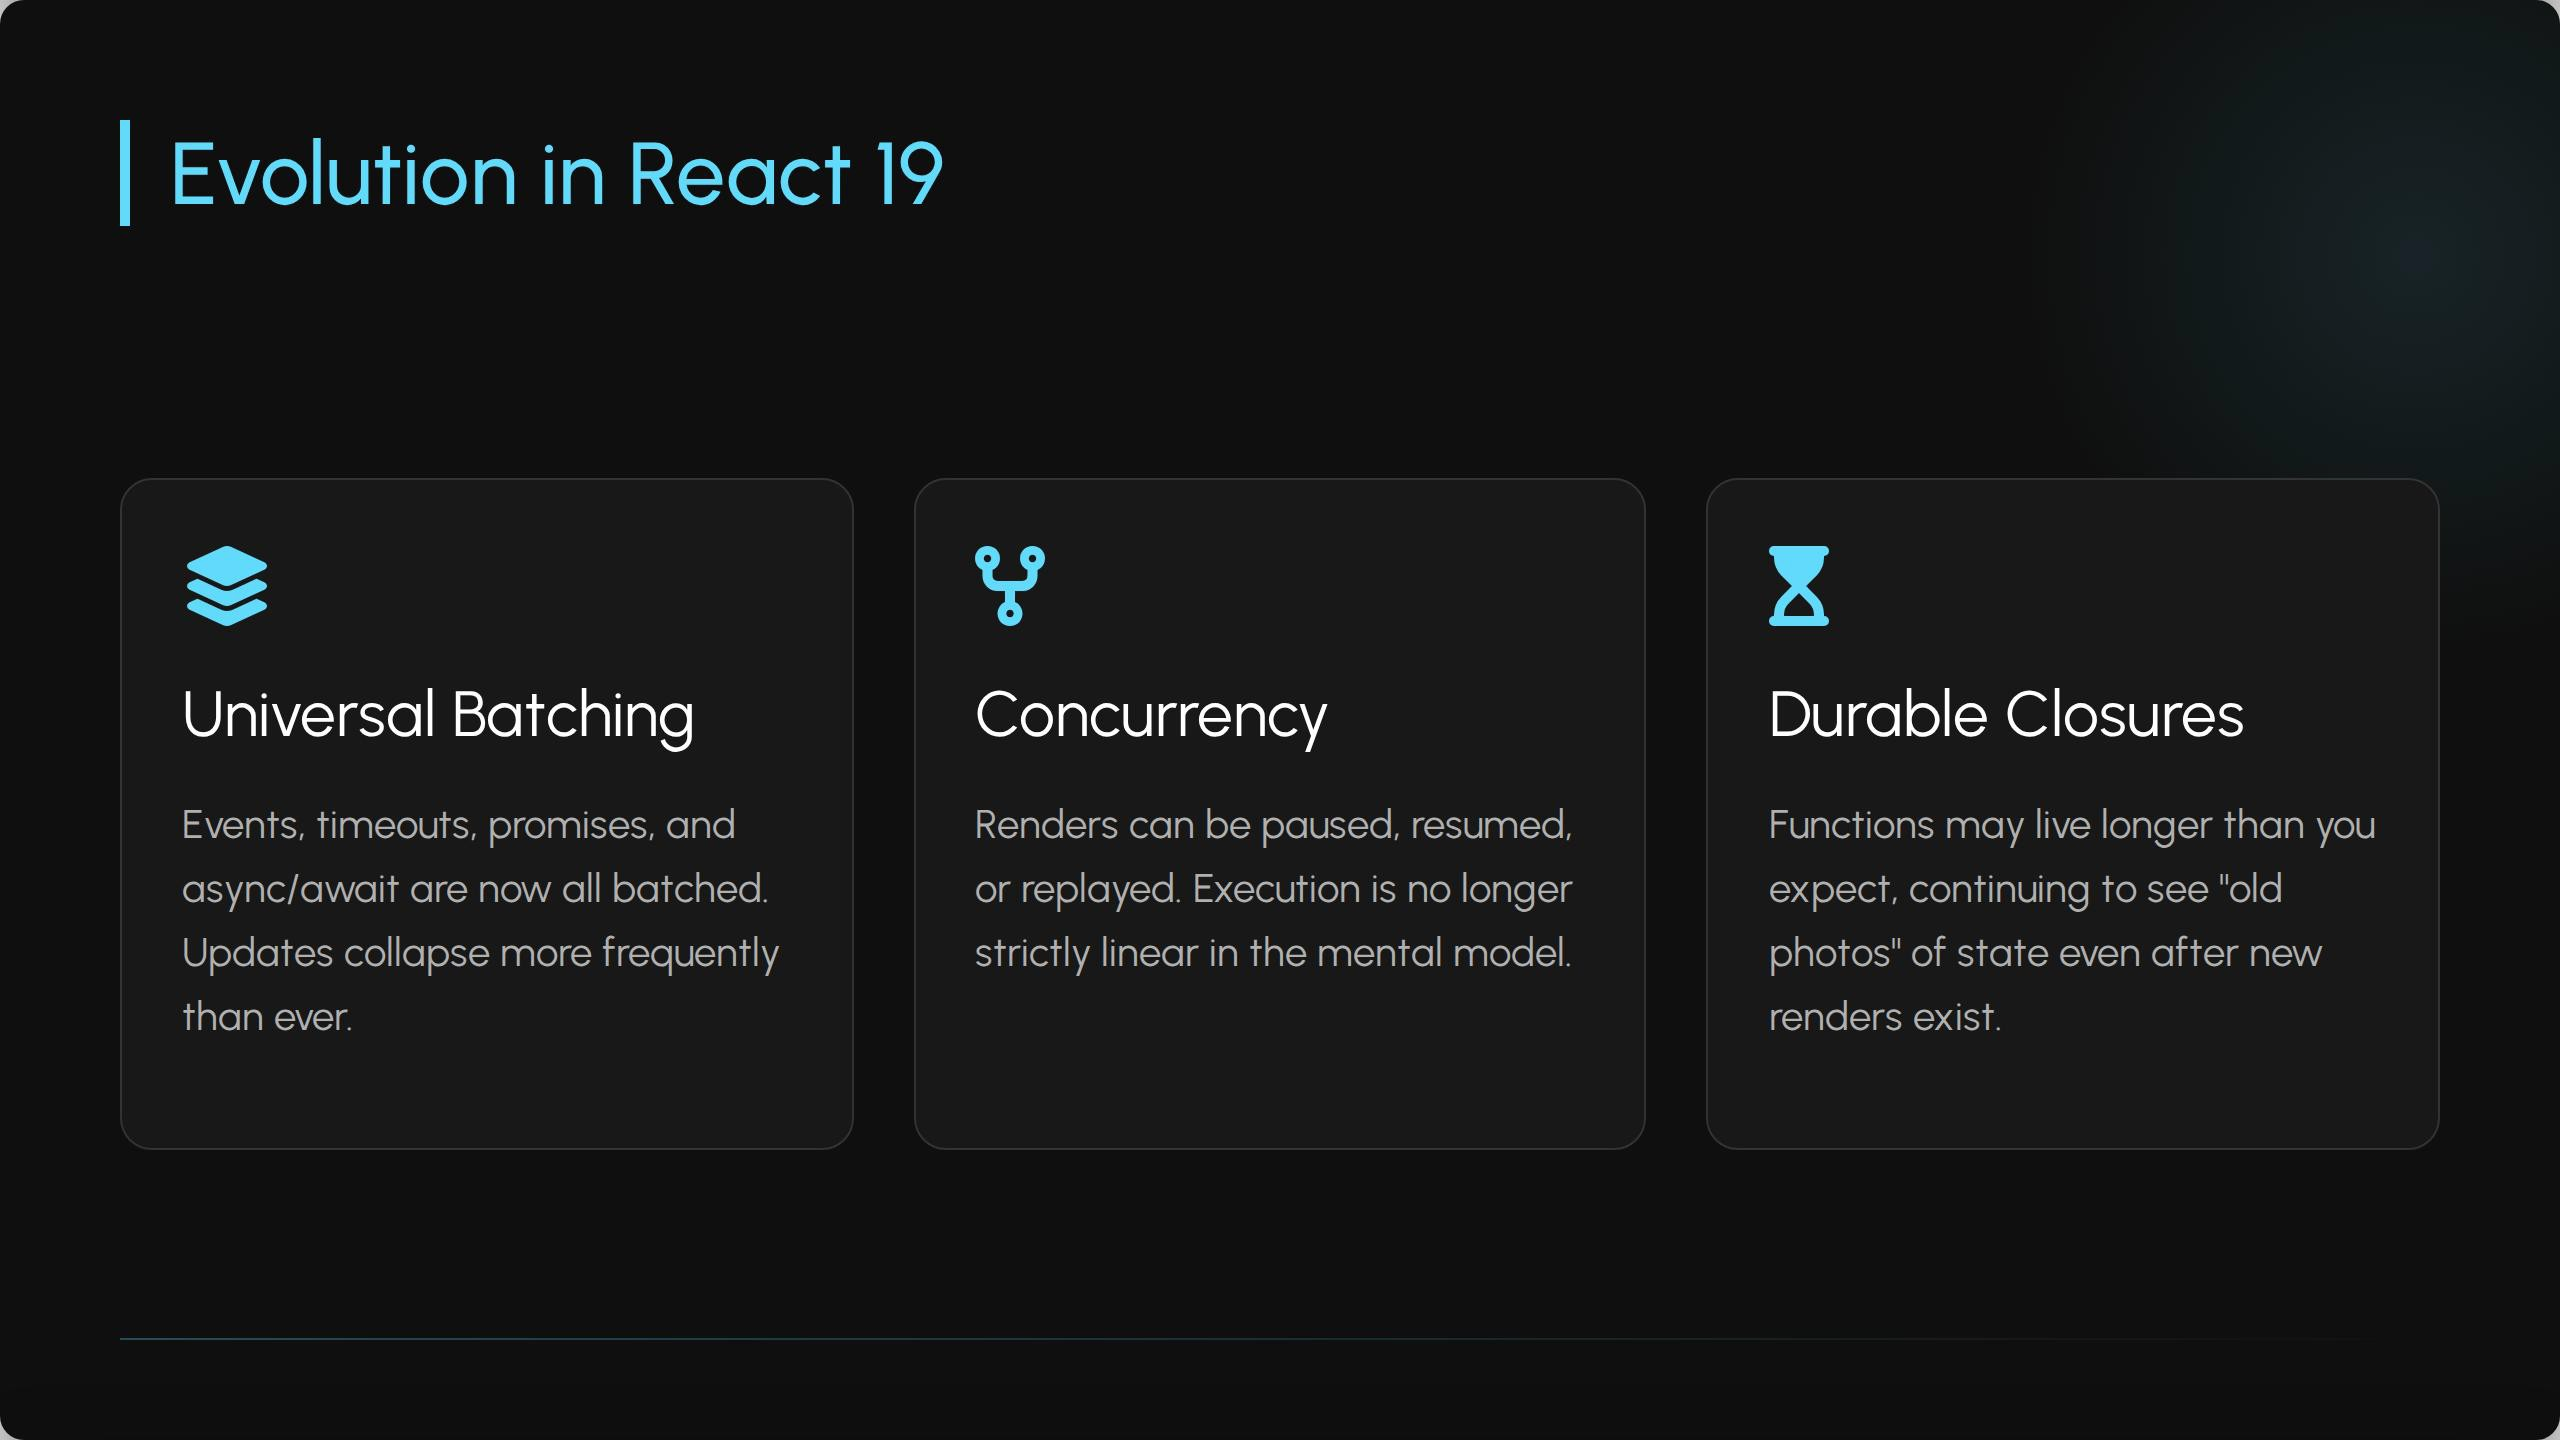 Evolution in React 19
Universal Batching
Events, timeouts, promises, and
async/await are now all batched.
Updates collapse more frequently
than ever.
Concurrency
Renders can be paused, resumed,
or replayed. Execution is no longer
strictly linear in the mental model.
Durable Closures
Functions may live longer than you
expect, continuing to see "old
photos" of state even after new
renders exist.